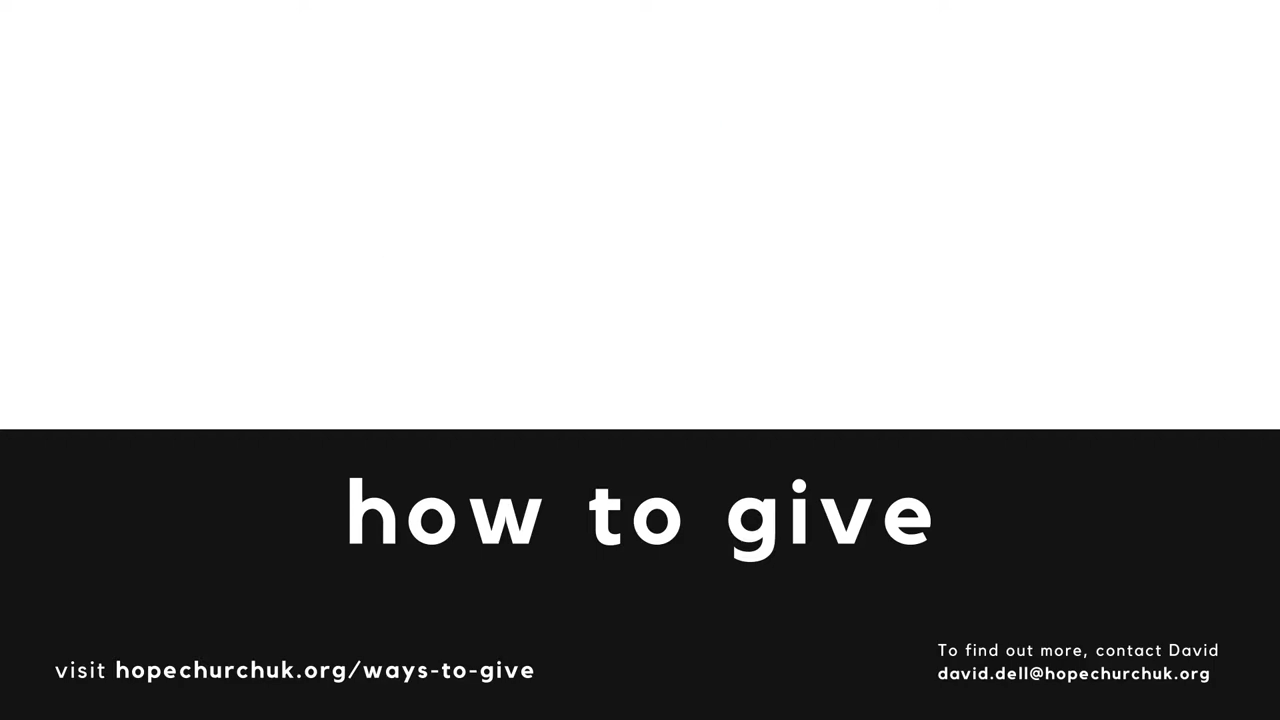 how to give
visit hopechurchuk.org/ways-to-give
To find out more, contact David
david.dell@hopechurchuk.org